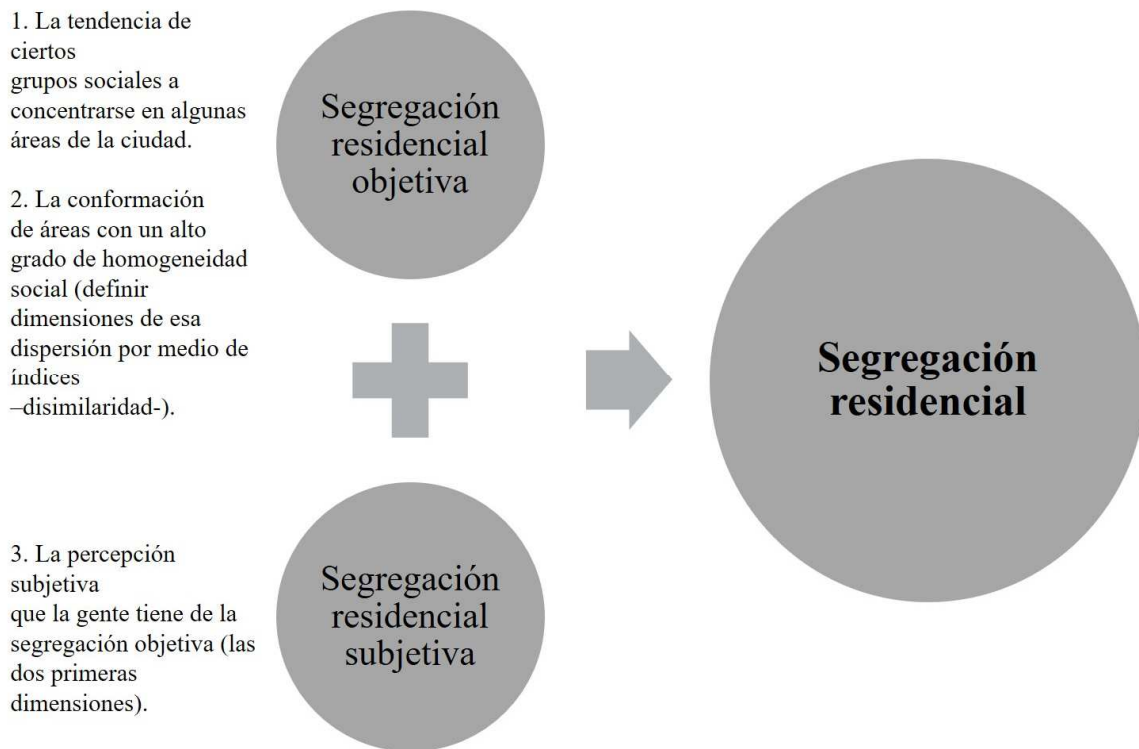 1. La tendencia de
ciertos
grupos sociales a
concentrarse en algunas
áreas de la ciudad.
2. La conformación
de áreas con un alto
grado de homogeneidad
social (definir
dimensiones de esa
dispersión por medio de
índices
–disimilaridad-).
3. La percepción
subjetiva
que la gente tiene de la
segregación objetiva (las
dos primeras
dimensiones).
Segregación
residencial
objetiva
Segregación
residencial
subjetiva
Segregación
residencial